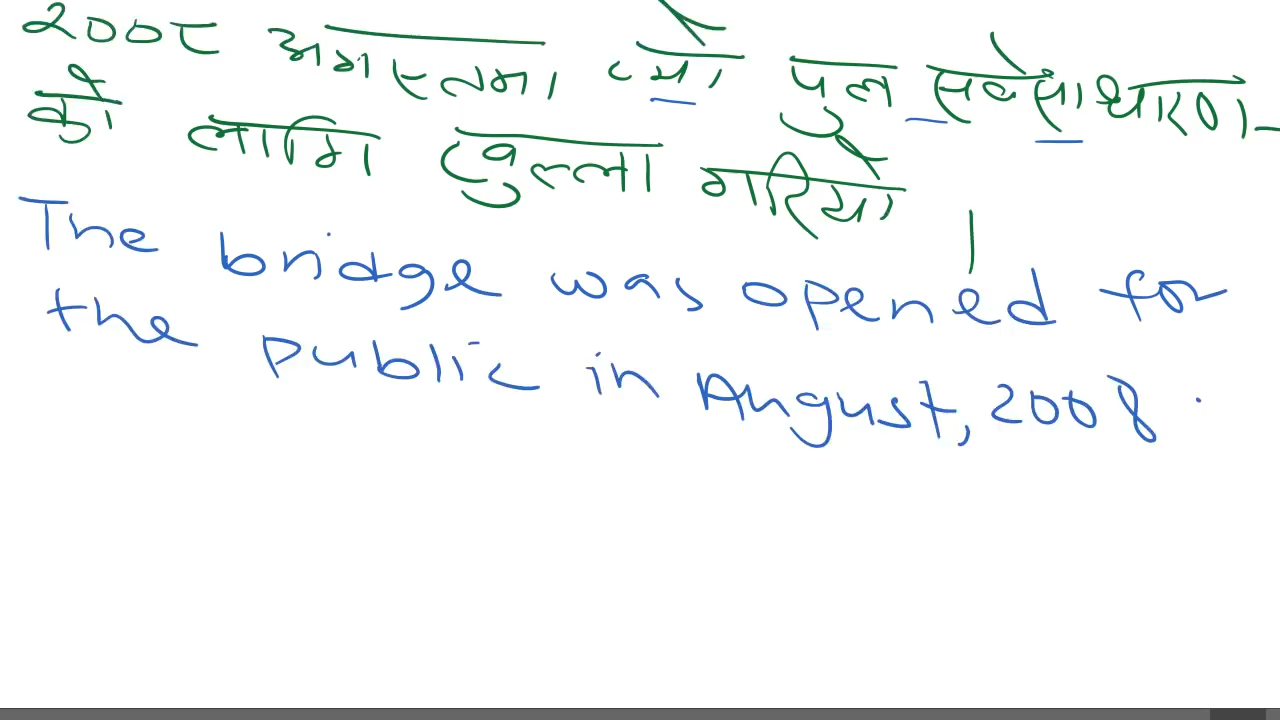 २००८ अगस्तमा त्यो पुल सर्वसाधारण-
को लागि खुल्ला गरियो ।
The bridge was opened for
the public in August, 2008.